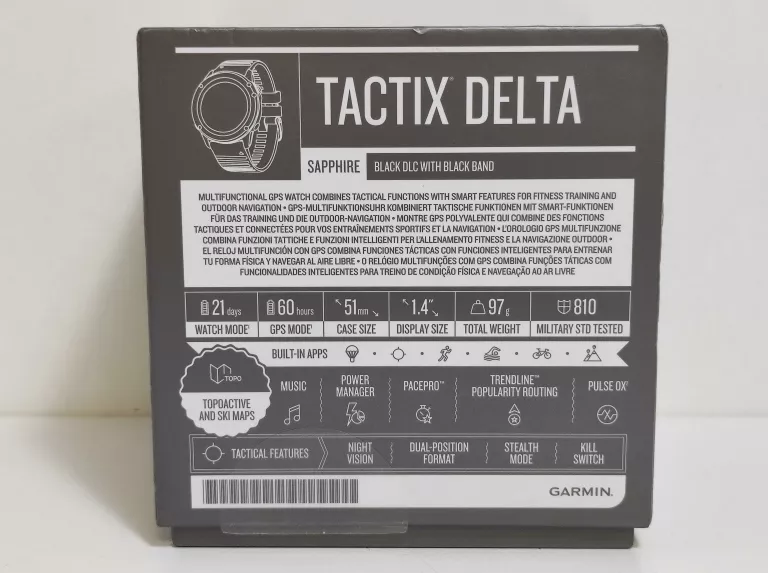 TACTIX® DELTA
SAPPHIRE BLACK DLC WITH BLACK BAND
MULTIFUNCTIONAL GPS WATCH COMBINES TACTICAL FUNCTIONS WITH SMART FEATURES FOR FITNESS TRAINING AND
OUTDOOR NAVIGATION • GPS-MULTIFUNKTIONSUHR KOMBINIERT TAKTISCHE FUNKTIONEN MIT SMART-FUNKTIONEN
FÜR DAS TRAINING UND DIE OUTDOOR-NAVIGATION • MONTRE GPS POLYVALENTE QUI COMBINE DES FONCTIONS
TACTIQUES ET CONNECTÉES POUR VOS ENTRAÎNEMENTS SPORTIFS ET LA NAVIGATION • L'OROLOGIO GPS MULTIFUNZIONE
COMBINA FUNZIONI TATTICHE E FUNZIONI INTELLIGENTI PER L'ALLENAMENTO FITNESS E LA NAVIGAZIONE OUTDOOR •
EL RELOJ MULTIFUNCIÓN CON GPS COMBINA FUNCIONES TÁCTICAS CON FUNCIONES INTELIGENTES PARA ENTRENAR
TU FORMA FÍSICA Y NAVEGAR AL AIRE LIBRE • O RELÓGIO MULTIFUNÇÕES COM GPS COMBINA FUNÇÕES TÁTICAS COM
FUNCIONALIDADES INTELIGENTES PARA TREINO DE CONDIÇÃO FÍSICA E NAVEGAÇÃO AO AR LIVRE
21 days 60 hours 51mm 1.4" 97g 810
WATCH MODE¹ GPS MODE¹ CASE SIZE DISPLAY SIZE TOTAL WEIGHT MILITARY STD TESTED
BUILT-IN APPS
TOPO
TOPOACTIVE
AND SKI MAPS
MUSIC
POWER
MANAGER
PACEPRO™
TRENDLINE™
POPULARITY ROUTING
PULSE OX²
TACTICAL FEATURES
NIGHT
VISION
DUAL-POSITION
FORMAT
STEALTH
MODE
KILL
SWITCH
GARMIN.